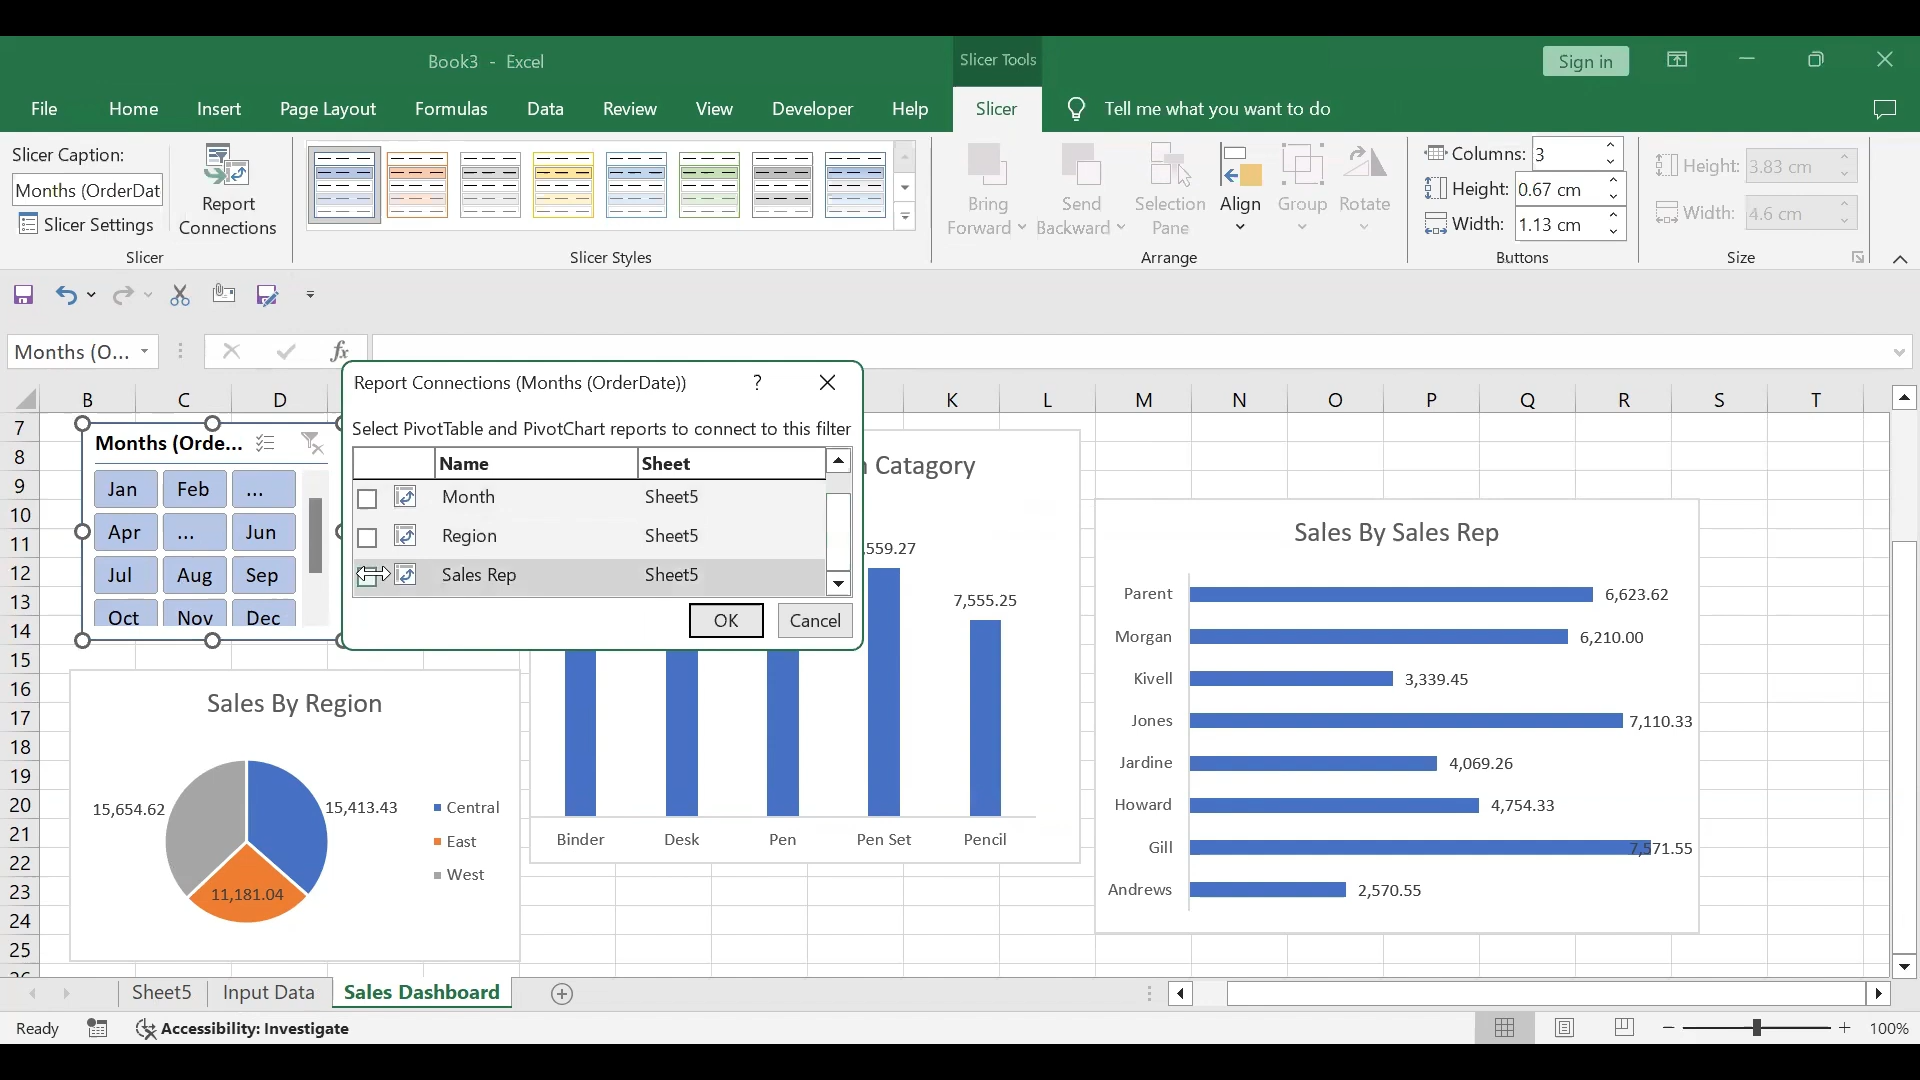 Book3 - Excel
Slicer Tools
Sign in
File Home Insert Page Layout Formulas Data Review View Developer Help Slicer Tell me what you want to do
Slicer Caption:
Months (OrderDat
Slicer Settings
Report
Connections
Slicer
Slicer Styles
Bring
Forward
Send
Backward
Selection
Pane
Align
Group
Rotate
Arrange
Columns: 3
Height: 0.67 cm
Width: 1.13 cm
Buttons
Height: 3.83 cm
Width: 4.6 cm
Size
Months (O...
fx
B C D K L M N O P Q R S T
7
8
9
10
11
12
13
14
15
16
17
18
19
20
21
22
23
24
25
26
Months (Orde...
Jan Feb ...
Apr ... Jun
Jul Aug Sep
Oct Nov Dec
Report Connections (Months (OrderDate)) ?
Select PivotTable and PivotChart reports to connect to this filter
Name Sheet
Month Sheet5
Region Sheet5
Sales Rep Sheet5
OK Cancel
Catagory
.559.27
7,555.25
Binder Desk Pen Pen Set Pencil
Sales By Region
15,654.62
15,413.43
11,181.04
Central
East
West
Sales By Sales Rep
Parent 6,623.62
Morgan 6,210.00
Kivell 3,339.45
Jones 7,110.33
Jardine 4,069.26
Howard 4,754.33
Gill 7,571.55
Andrews 2,570.55
Sheet5 Input Data Sales Dashboard
Ready Accessibility: Investigate
100%